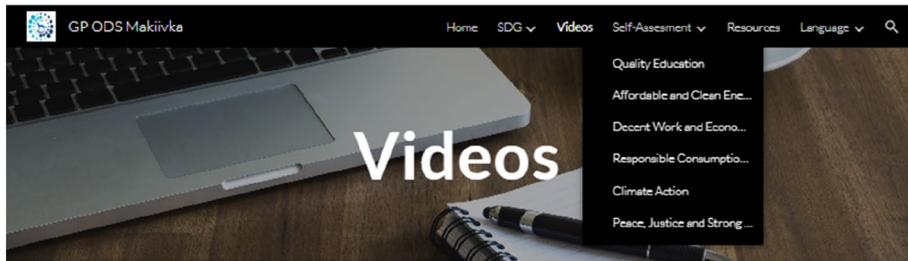 GP ODS Makiivka
Home SDG Videos Self-Assesment Resources Language
Quality Education
Affordable and Clean Ene...
Decent Work and Econo...
Responsible Consumptio...
Climate Action
Peace, Justice and Strong ...
Videos